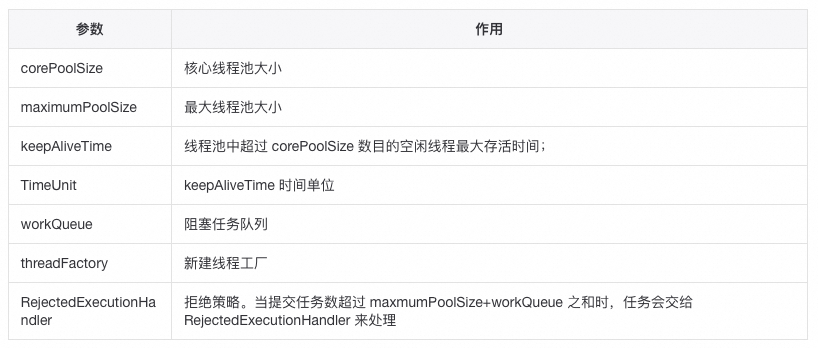 参数 作用
corePoolSize 核心线程池大小
maximumPoolSize 最大线程池大小
keepAliveTime 线程池中超过 corePoolSize 数目的空闲线程最大存活时间；
TimeUnit keepAliveTime 时间单位
workQueue 阻塞任务队列
threadFactory 新建线程工厂
RejectedExecutionHa 拒绝策略。当提交任务数超过 maxmumPoolSize+workQueue 之和时，任务会交给
ndler RejectedExecutionHandler 来处理